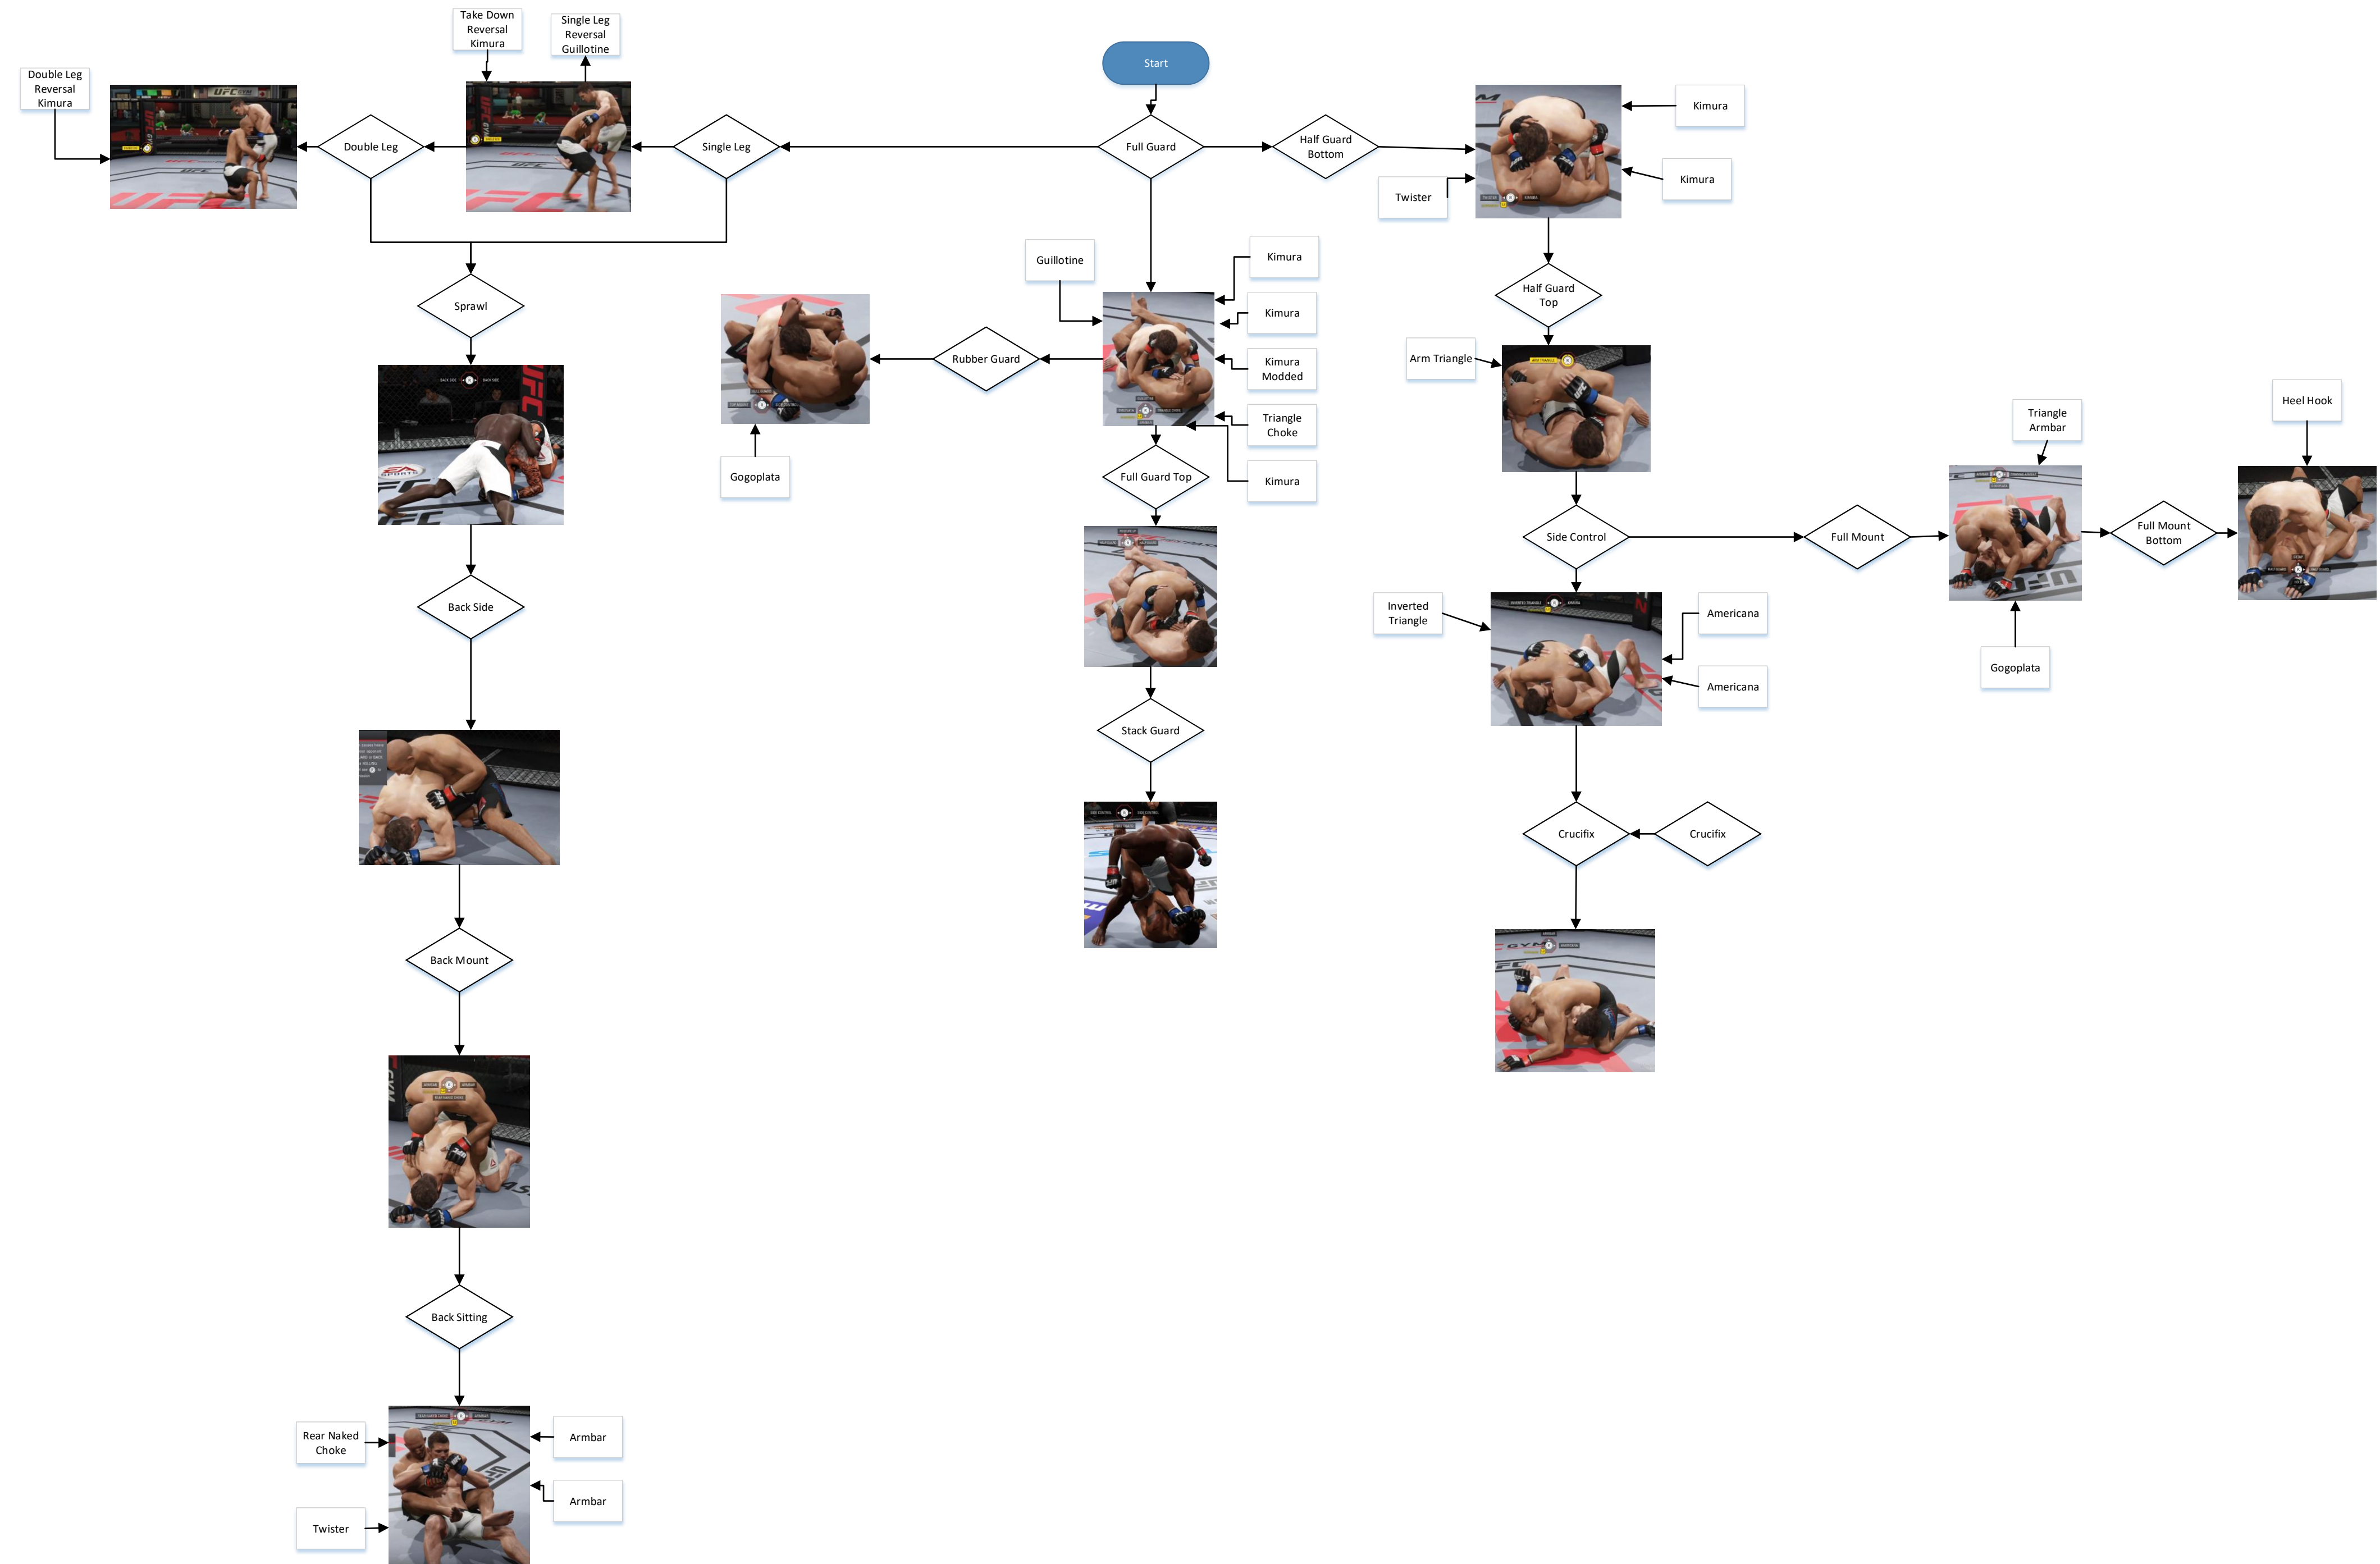 Take Down
Reversal
Kimura
Single Leg
Reversal
Guillotine
Start
Double Leg
Reversal
Kimura
Kimura
Double Leg
Single Leg
Full Guard
Half Guard
Bottom
Kimura
Twister
Guillotine
Kimura
Half Guard
Top
Sprawl
Kimura
Rubber Guard
Kimura
Modded
Arm Triangle
Heel Hook
Triangle
Choke
Triangle
Armbar
Gogoplata
Full Guard Top
Kimura
EA
SPORTS
UFC
Side Control
Full Mount
Full Mount
Bottom
Back Side
Inverted
Triangle
Americana
Gogoplata
Americana
Stack Guard
Crucifix
Crucifix
Back Mount
Back Sitting
Rear Naked
Choke
Armbar
Armbar
Twister